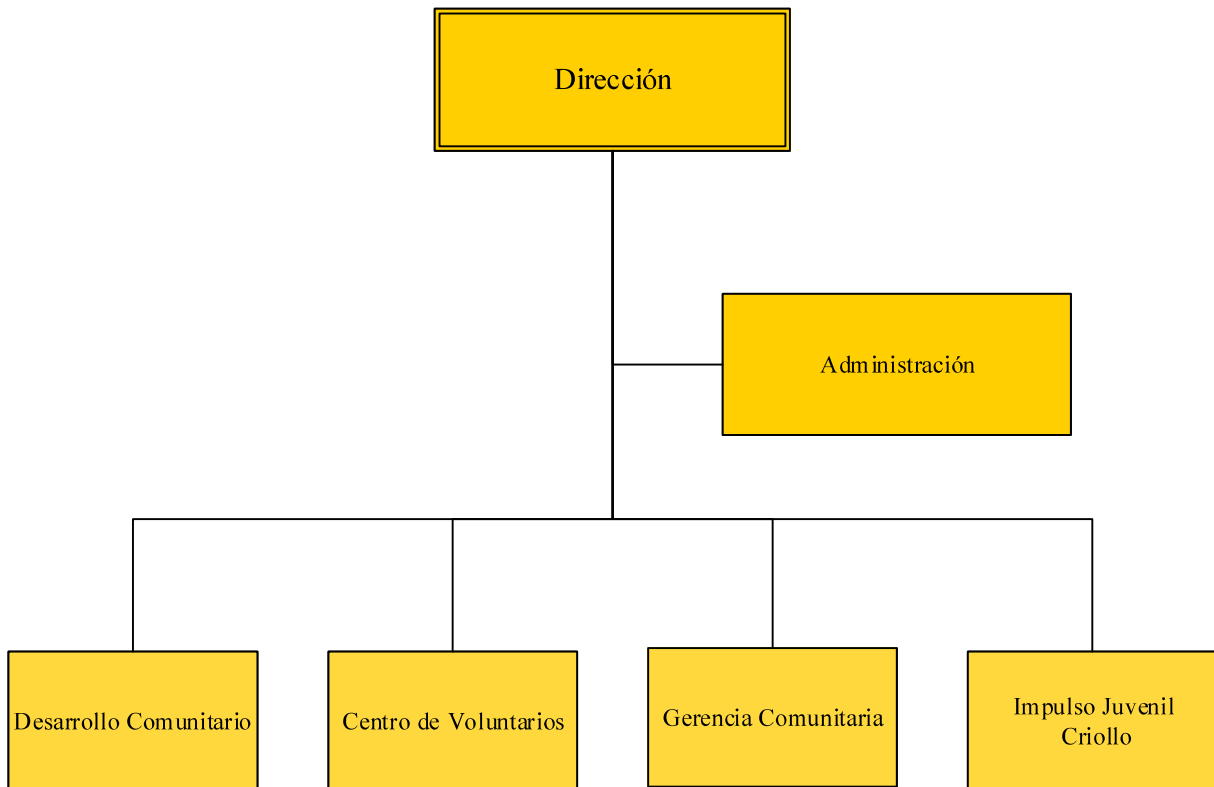 Dirección
Administración
Desarrollo Comunitario
Centro de Voluntarios
Gerencia Comunitaria
Impulso Juvenil
Criollo